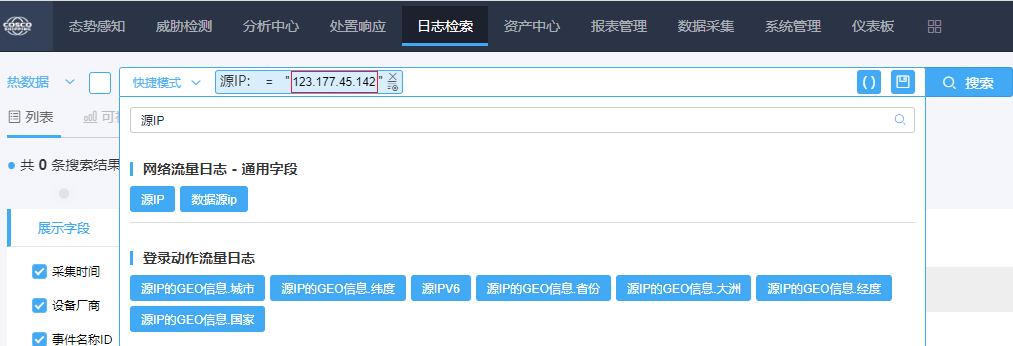 COSCO 态势感知 威胁检测 分析中心 处置响应 日志检索 资产中心 报表管理 数据采集 系统管理 仪表板
热数据 快捷模式 源IP: = "123.177.45.142" ( ) 搜索
源IP
列表 可视
共 0 条搜索结果
网络流量日志 - 通用字段
源IP 数据源ip
展示字段
登录动作流量日志
采集时间
源IP的GEO信息.城市 源IP的GEO信息.纬度 源IPV6 源IP的GEO信息.省份 源IP的GEO信息.大洲 源IP的GEO信息.经度
设备厂商
源IP的GEO信息.国家
事件名称ID